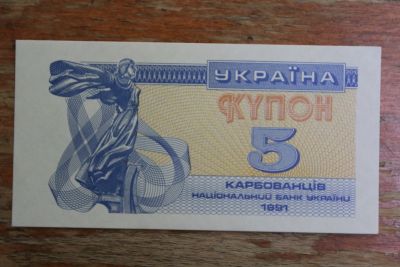 УКРАЇНА
КУПОН
5
КАРБОВАНЦІВ
НАЦІОНАЛЬНИЙ БАНК УКРАЇНИ
1991